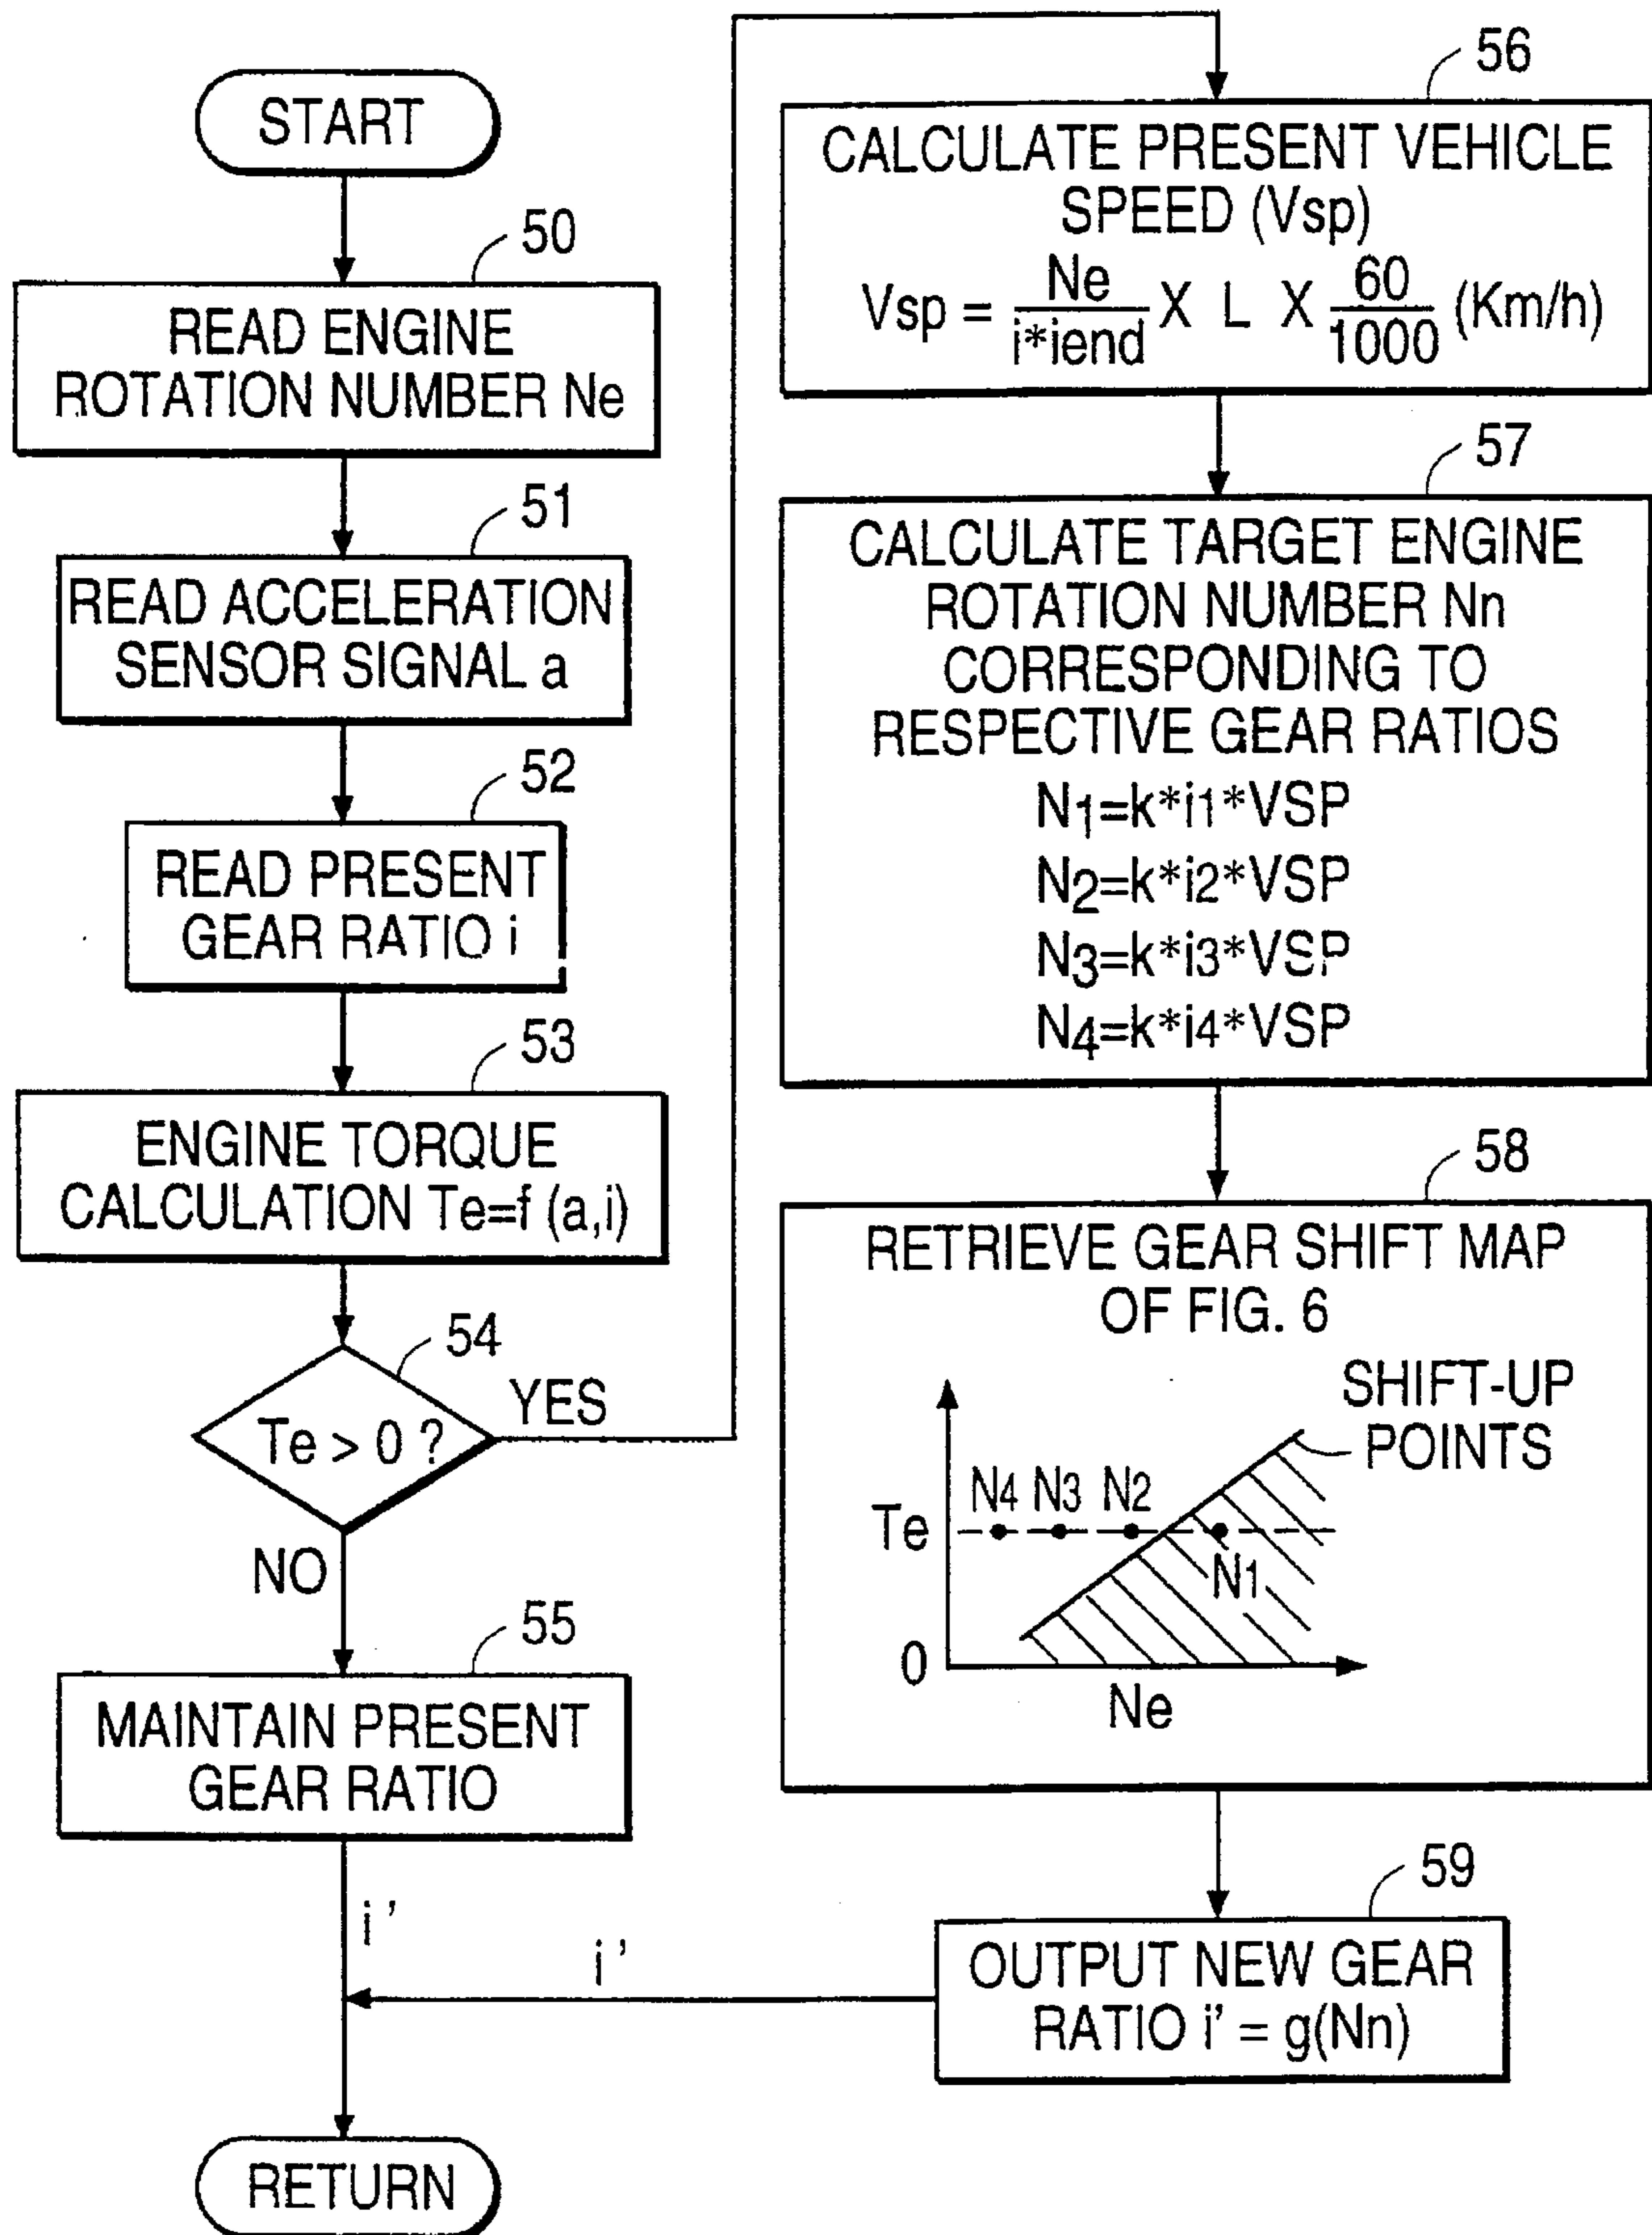 START
50
READ ENGINE
ROTATION NUMBER Ne
51
READ ACCELERATION
SENSOR SIGNAL a
52
READ PRESENT
GEAR RATIO i
53
ENGINE TORQUE
CALCULATION Te=f (a,i)
54
Te > 0 ?
YES
NO
55
MAINTAIN PRESENT
GEAR RATIO
i'
i'
RETURN
56
CALCULATE PRESENT VEHICLE
SPEED (Vsp)
Vsp = Ne / i*iend X L X 60 / 1000 (Km/h)
57
CALCULATE TARGET ENGINE
ROTATION NUMBER Nn
CORRESPONDING TO
RESPECTIVE GEAR RATIOS
N1=k*i1*VSP
N2=k*i2*VSP
N3=k*i3*VSP
N4=k*i4*VSP
58
RETRIEVE GEAR SHIFT MAP
OF FIG. 6
SHIFT-UP
POINTS
N4 N3 N2
Te
N1
0
Ne
59
OUTPUT NEW GEAR
RATIO i' = g(Nn)